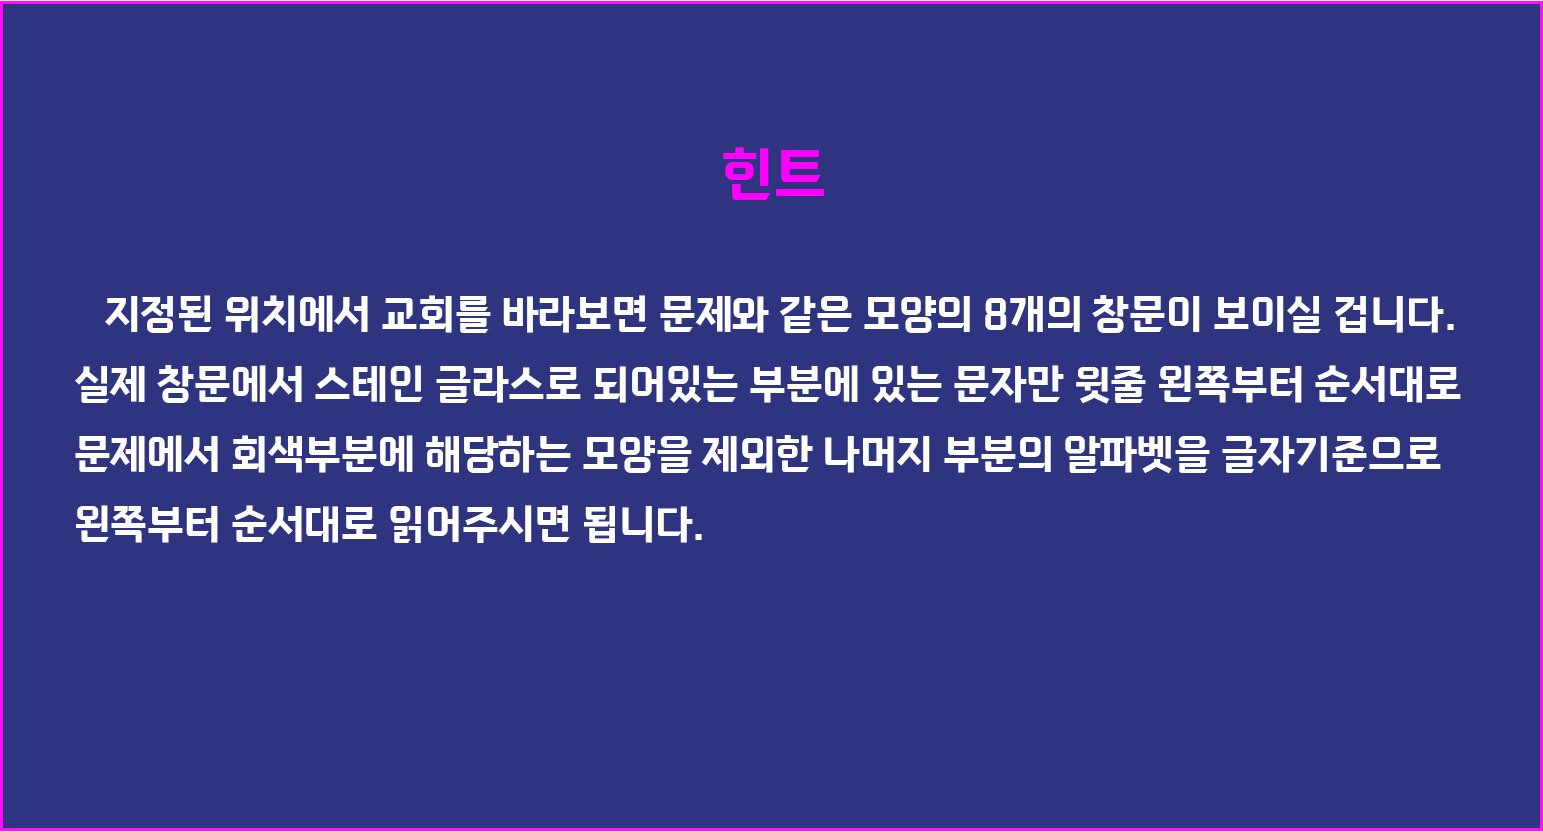 힌트
지정된 위치에서 교회를 바라보면 문제와 같은 모양의 8개의 창문이 보이실 겁니다.
실제 창문에서 스테인 글라스로 되어있는 부분에 있는 문자만 윗줄 왼쪽부터 순서대로
문제에서 회색부분에 해당하는 모양을 제외한 나머지 부분의 알파벳을 글자기준으로
왼쪽부터 순서대로 읽어주시면 됩니다.